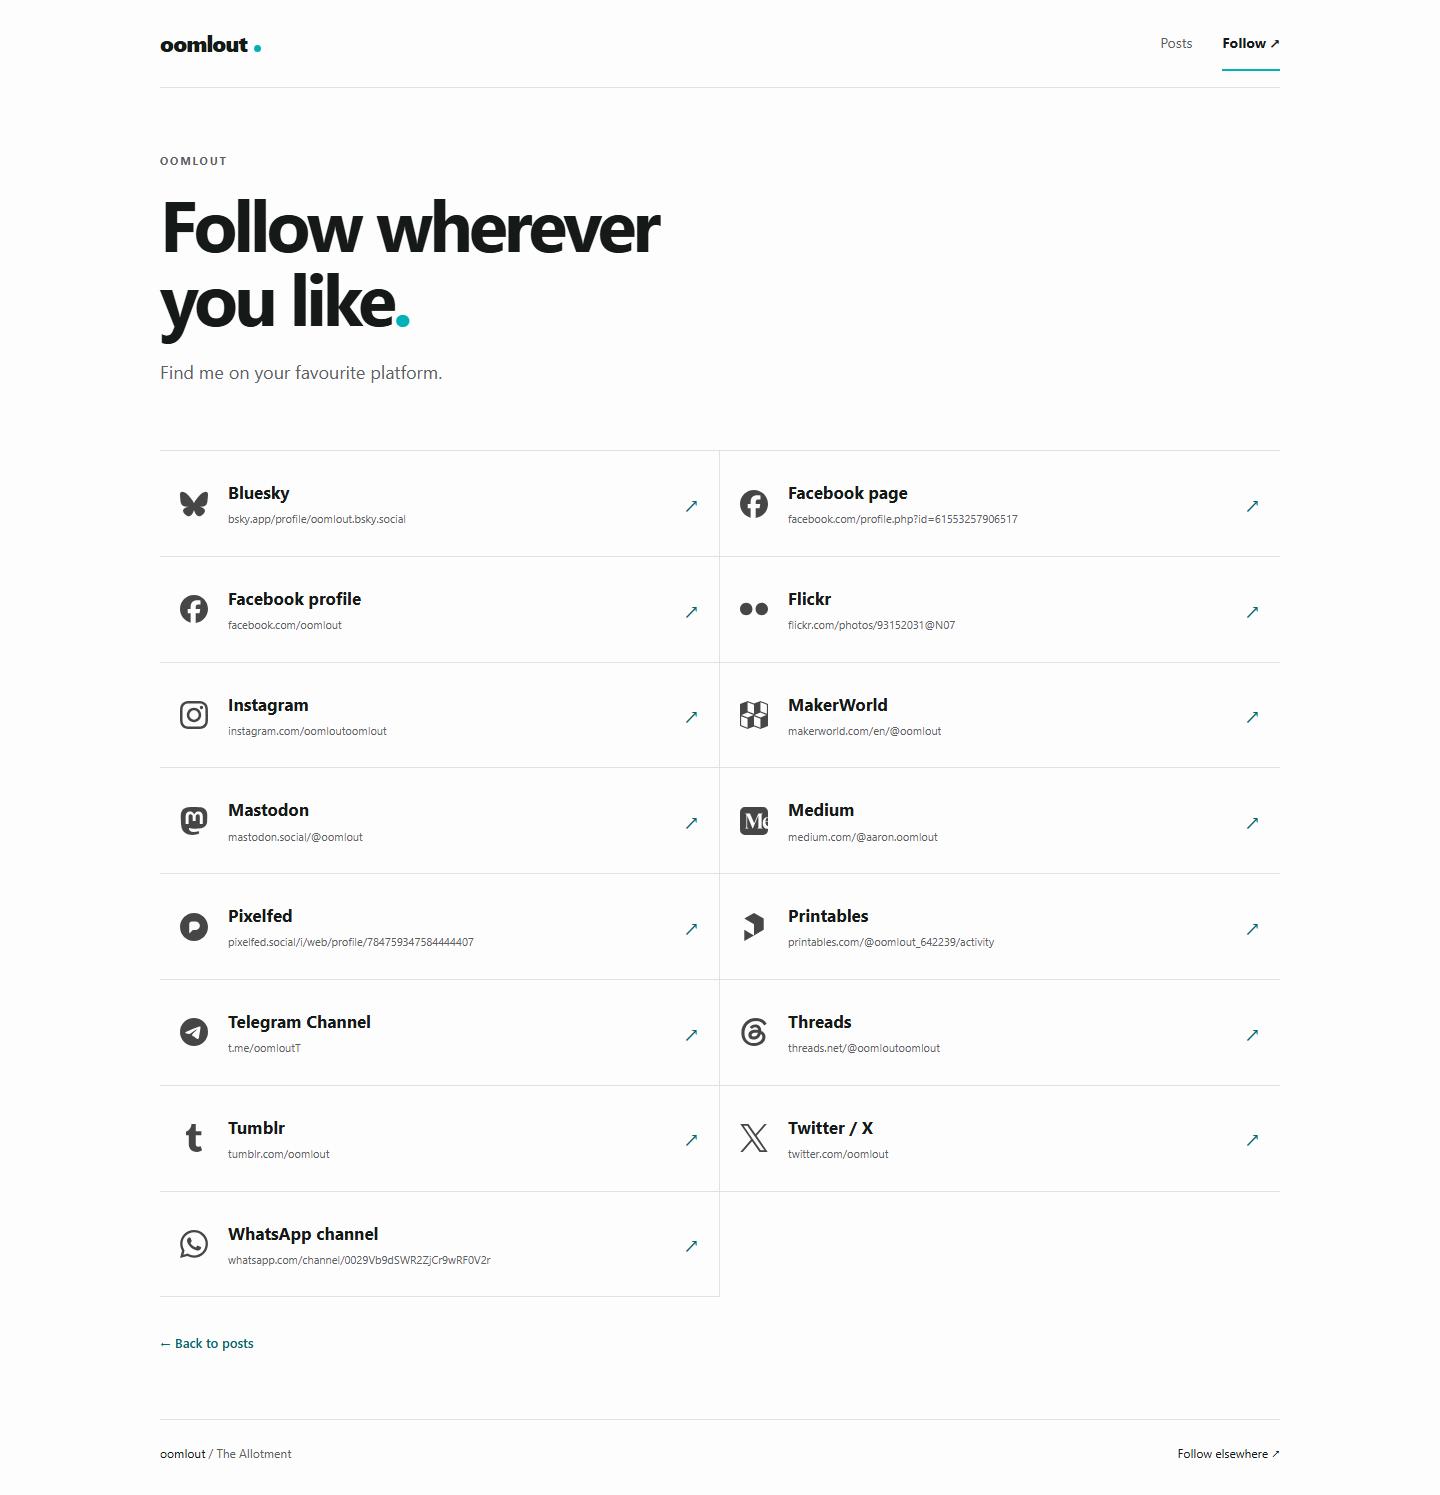 oomlout
Posts
Follow ↗
OOMLOUT
Follow wherever
you like.
Find me on your favourite platform.
Bluesky
bsky.app/profile/oomlout.bsky.social
↗
Facebook page
facebook.com/profile.php?id=61553257906517
↗
Facebook profile
facebook.com/oomlout
↗
Flickr
flickr.com/photos/93152031@N07
↗
Instagram
instagram.com/oomloutoomlout
↗
MakerWorld
makerworld.com/en/@oomlout
↗
Mastodon
mastodon.social/@oomlout
↗
Me
Medium
medium.com/@aaron.oomlout
↗
Pixelfed
pixelfed.social/i/web/profile/784759347584444407
↗
Printables
printables.com/@oomlout_642239/activity
↗
Telegram Channel
t.me/oomloutT
↗
Threads
threads.net/@oomloutoomlout
↗
Tumblr
tumblr.com/oomlout
↗
Twitter / X
twitter.com/oomlout
↗
WhatsApp channel
whatsapp.com/channel/0029Vb9dSWR2ZjCr9wRF0V2r
↗
← Back to posts
oomlout / The Allotment
Follow elsewhere ↗